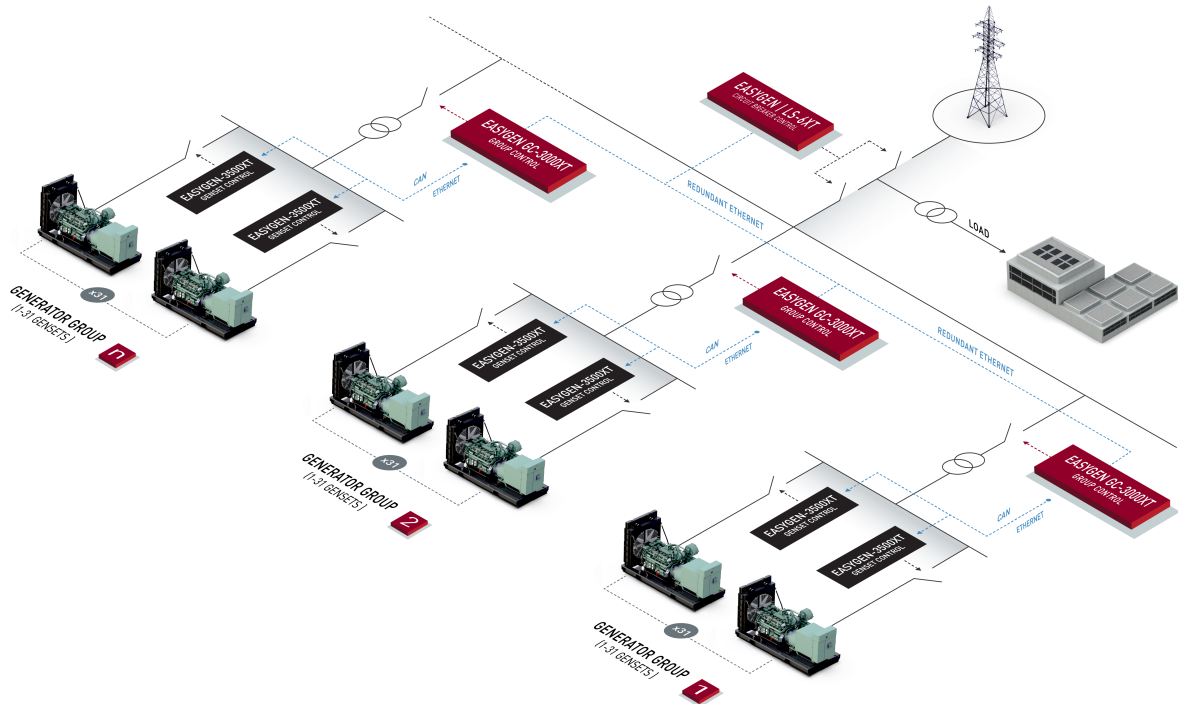 EASYGEN | LS-6XT
CIRCUIT BREAKER CONTROL
EASYGEN GC-3000XT
GROUP CONTROL
EASYGEN-3500XT
GENSET CONTROL
EASYGEN-3500XT
GENSET CONTROL
CAN
ETHERNET
REDUNDANT ETHERNET
LOAD
x31
GENERATOR GROUP
(1-31 GENSETS )
n
EASYGEN GC-3000XT
GROUP CONTROL
EASYGEN-3500XT
GENSET CONTROL
EASYGEN-3500XT
GENSET CONTROL
CAN
ETHERNET
REDUNDANT ETHERNET
x31
GENERATOR GROUP
(1-31 GENSETS )
2
EASYGEN GC-3000XT
GROUP CONTROL
EASYGEN-3500XT
GENSET CONTROL
EASYGEN-3500XT
GENSET CONTROL
CAN
ETHERNET
x31
GENERATOR GROUP
(1-31 GENSETS )
1